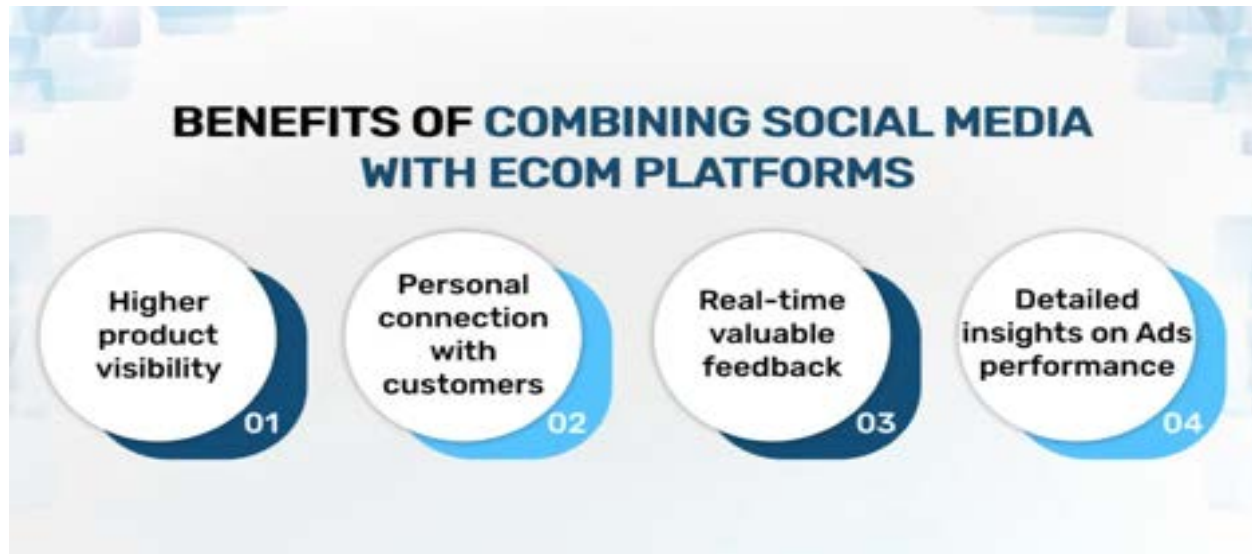 BENEFITS OF COMBINING SOCIAL MEDIA
WITH ECOM PLATFORMS
Higher
product
visibility
01
Personal
connection
with
customers
02
Real-time
valuable
feedback
03
Detailed
insights on Ads
performance
04